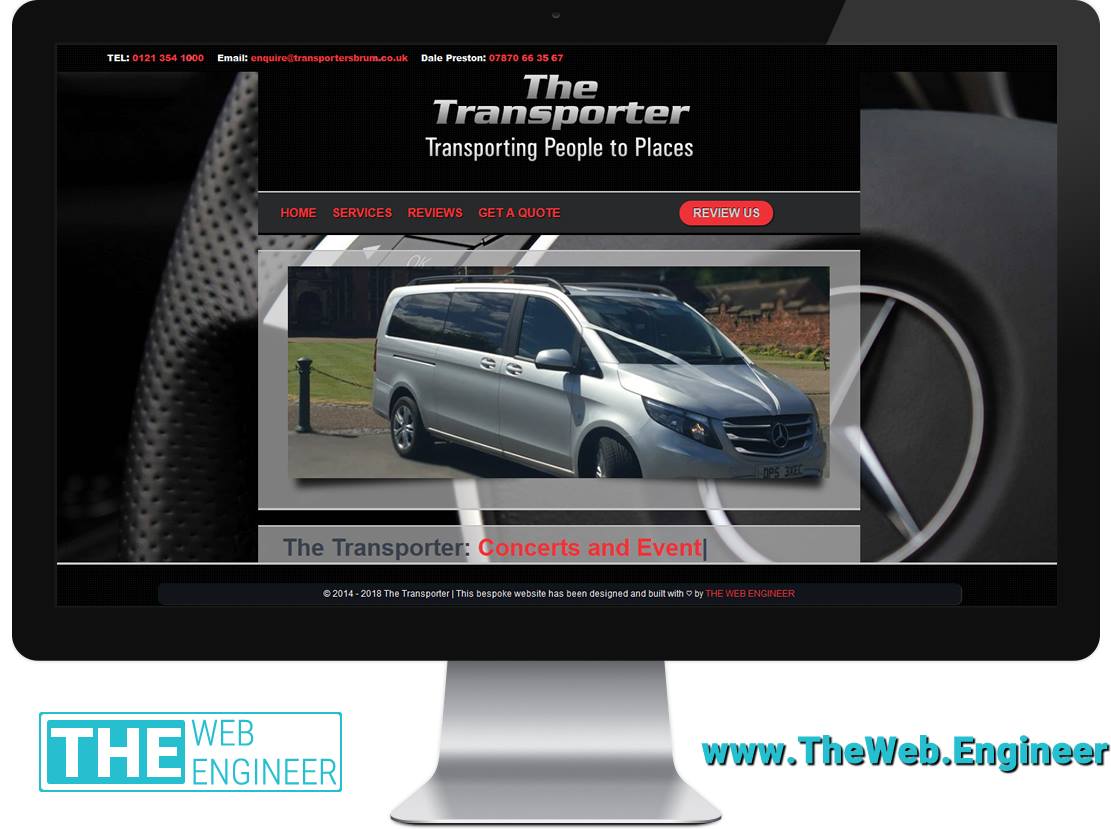 TEL: 0121 354 1000 Email: enquire@transportersbrum.co.uk Dale Preston: 07870 66 35 67
The
Transporter
Transporting People to Places
HOME SERVICES REVIEWS GET A QUOTE REVIEW US
OK
The Transporter: Concerts and Event|
© 2014 - 2018 The Transporter | This bespoke website has been designed and built with ♡ by THE WEB ENGINEER
THE WEB
ENGINEER
www.TheWeb.Engineer